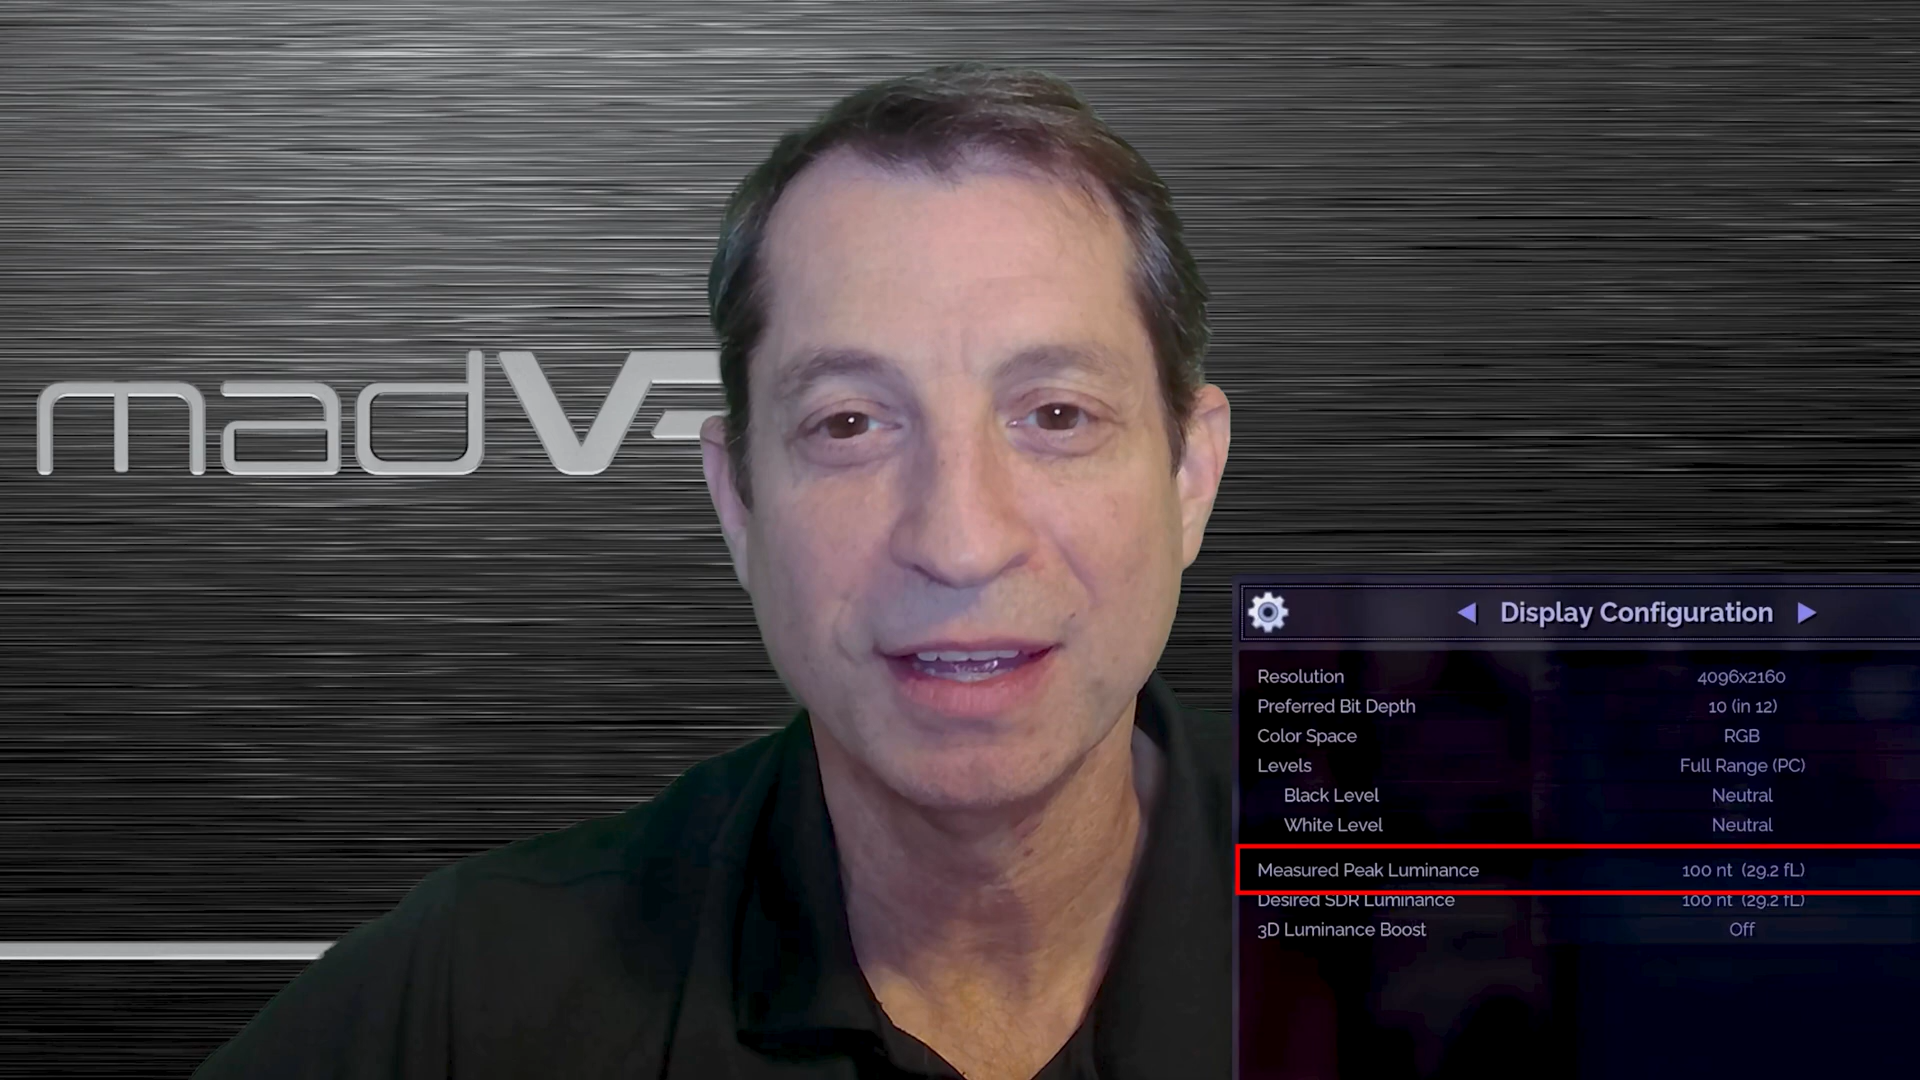 madV
Display Configuration
Resolution 4096x2160
Preferred Bit Depth 10 (in 12)
Color Space RGB
Levels Full Range (PC)
Black Level Neutral
White Level Neutral
Measured Peak Luminance 100 nt (29.2 fL)
Desired SDR Luminance 100 nt (29.2 fL)
3D Luminance Boost Off